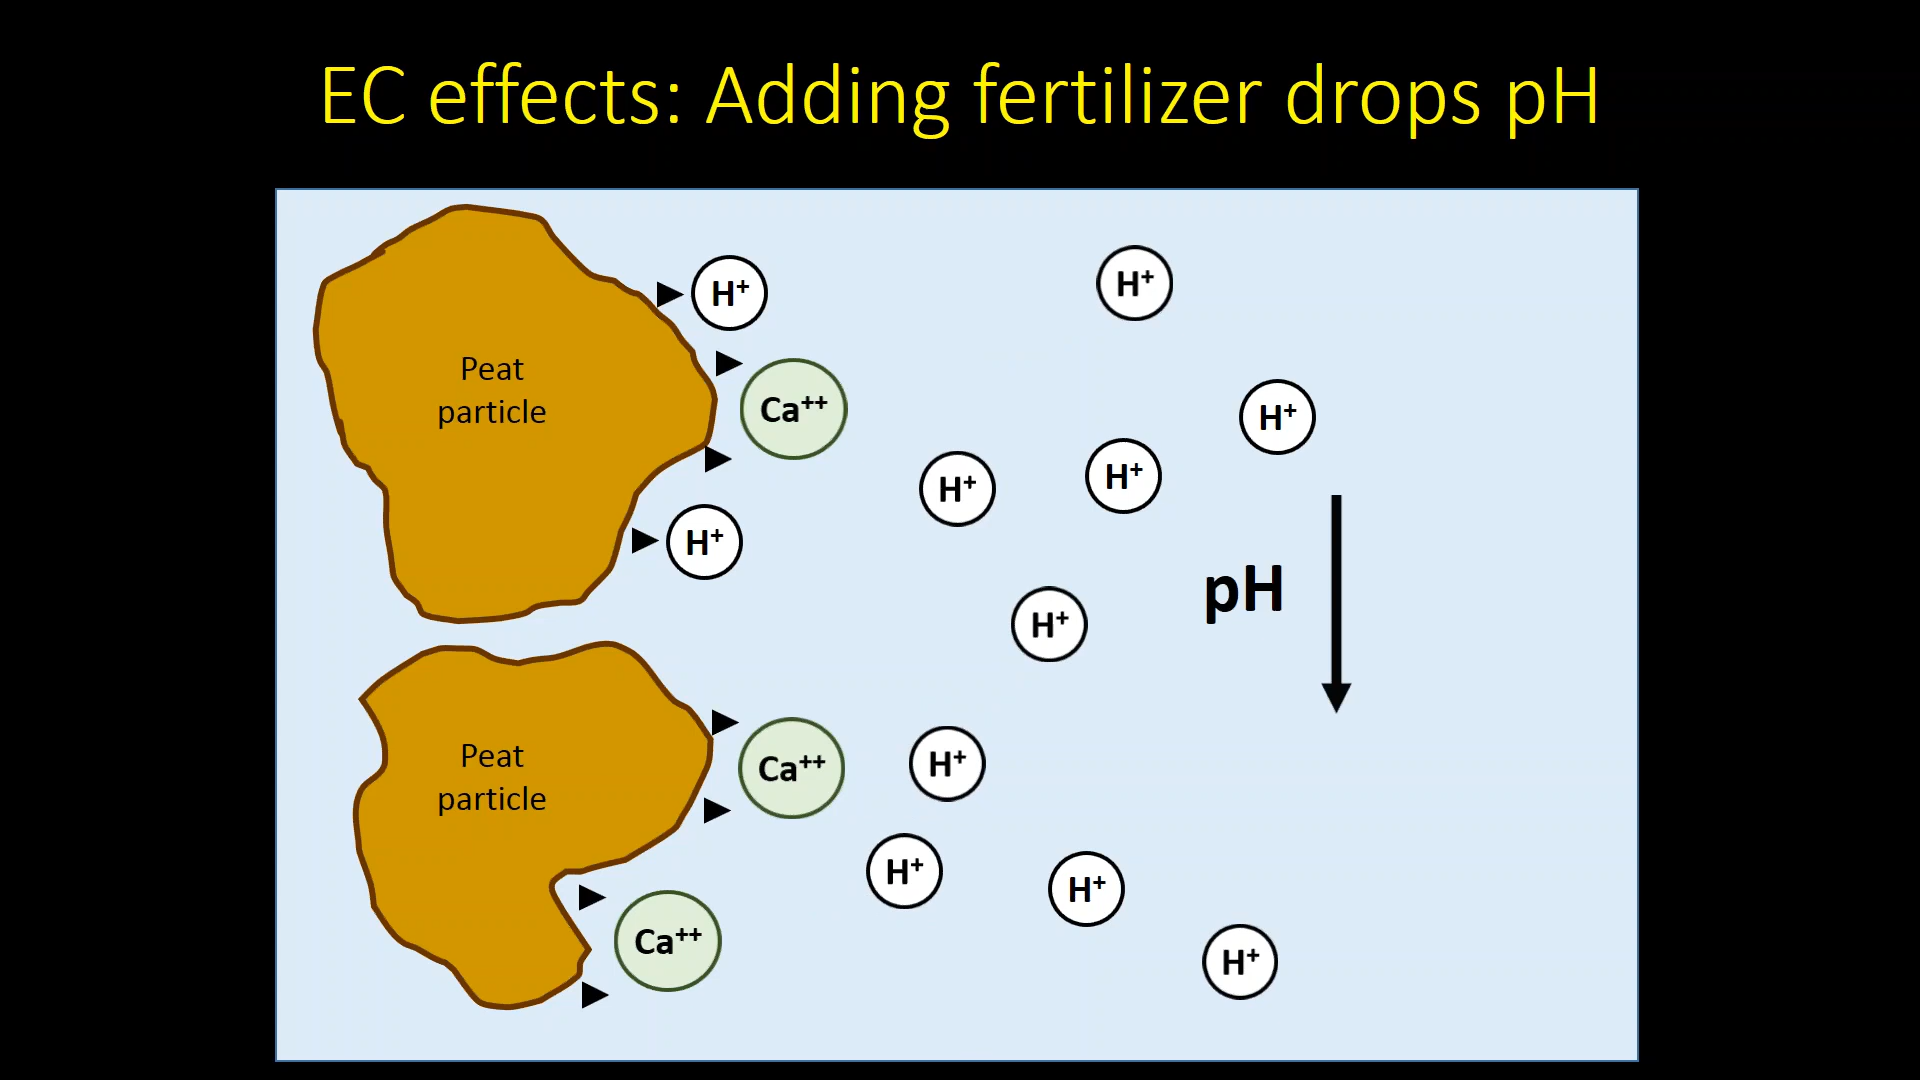 EC effects: Adding fertilizer drops pH
H⁺
H⁺
Peat
particle
Ca⁺⁺
H⁺
H⁺
H⁺
H⁺
pH
H⁺
Peat
particle
Ca⁺⁺
H⁺
H⁺
H⁺
Ca⁺⁺
H⁺